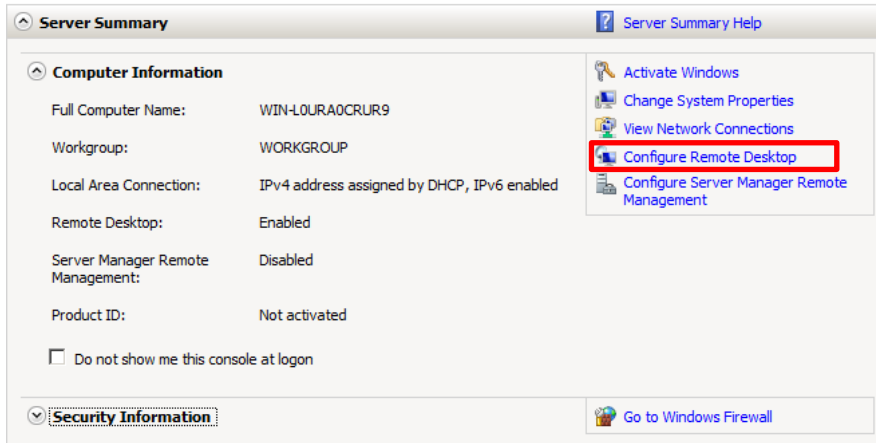 Server Summary
Server Summary Help
Computer Information
Full Computer Name: WIN-L0URA0CRUR9
Workgroup: WORKGROUP
Local Area Connection: IPv4 address assigned by DHCP, IPv6 enabled
Remote Desktop: Enabled
Server Manager Remote
Management: Disabled
Product ID: Not activated
Do not show me this console at logon
Activate Windows
Change System Properties
View Network Connections
Configure Remote Desktop
Configure Server Manager Remote
Management
Security Information
Go to Windows Firewall